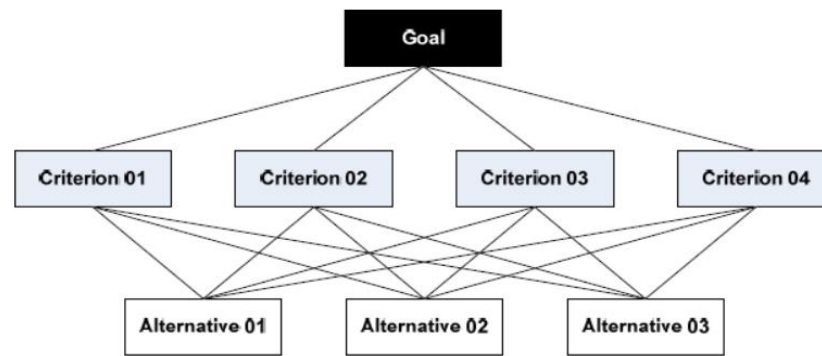 Goal
Criterion 01
Criterion 02
Criterion 03
Criterion 04
Alternative 01
Alternative 02
Alternative 03